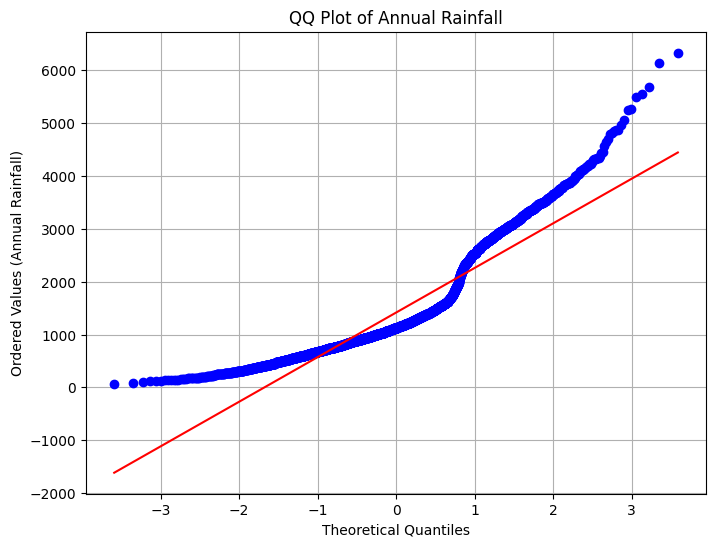 QQ Plot of Annual Rainfall
Ordered Values (Annual Rainfall)
6000
5000
4000
3000
2000
1000
0
−1000
−2000
−3 −2 −1 0 1 2 3
Theoretical Quantiles